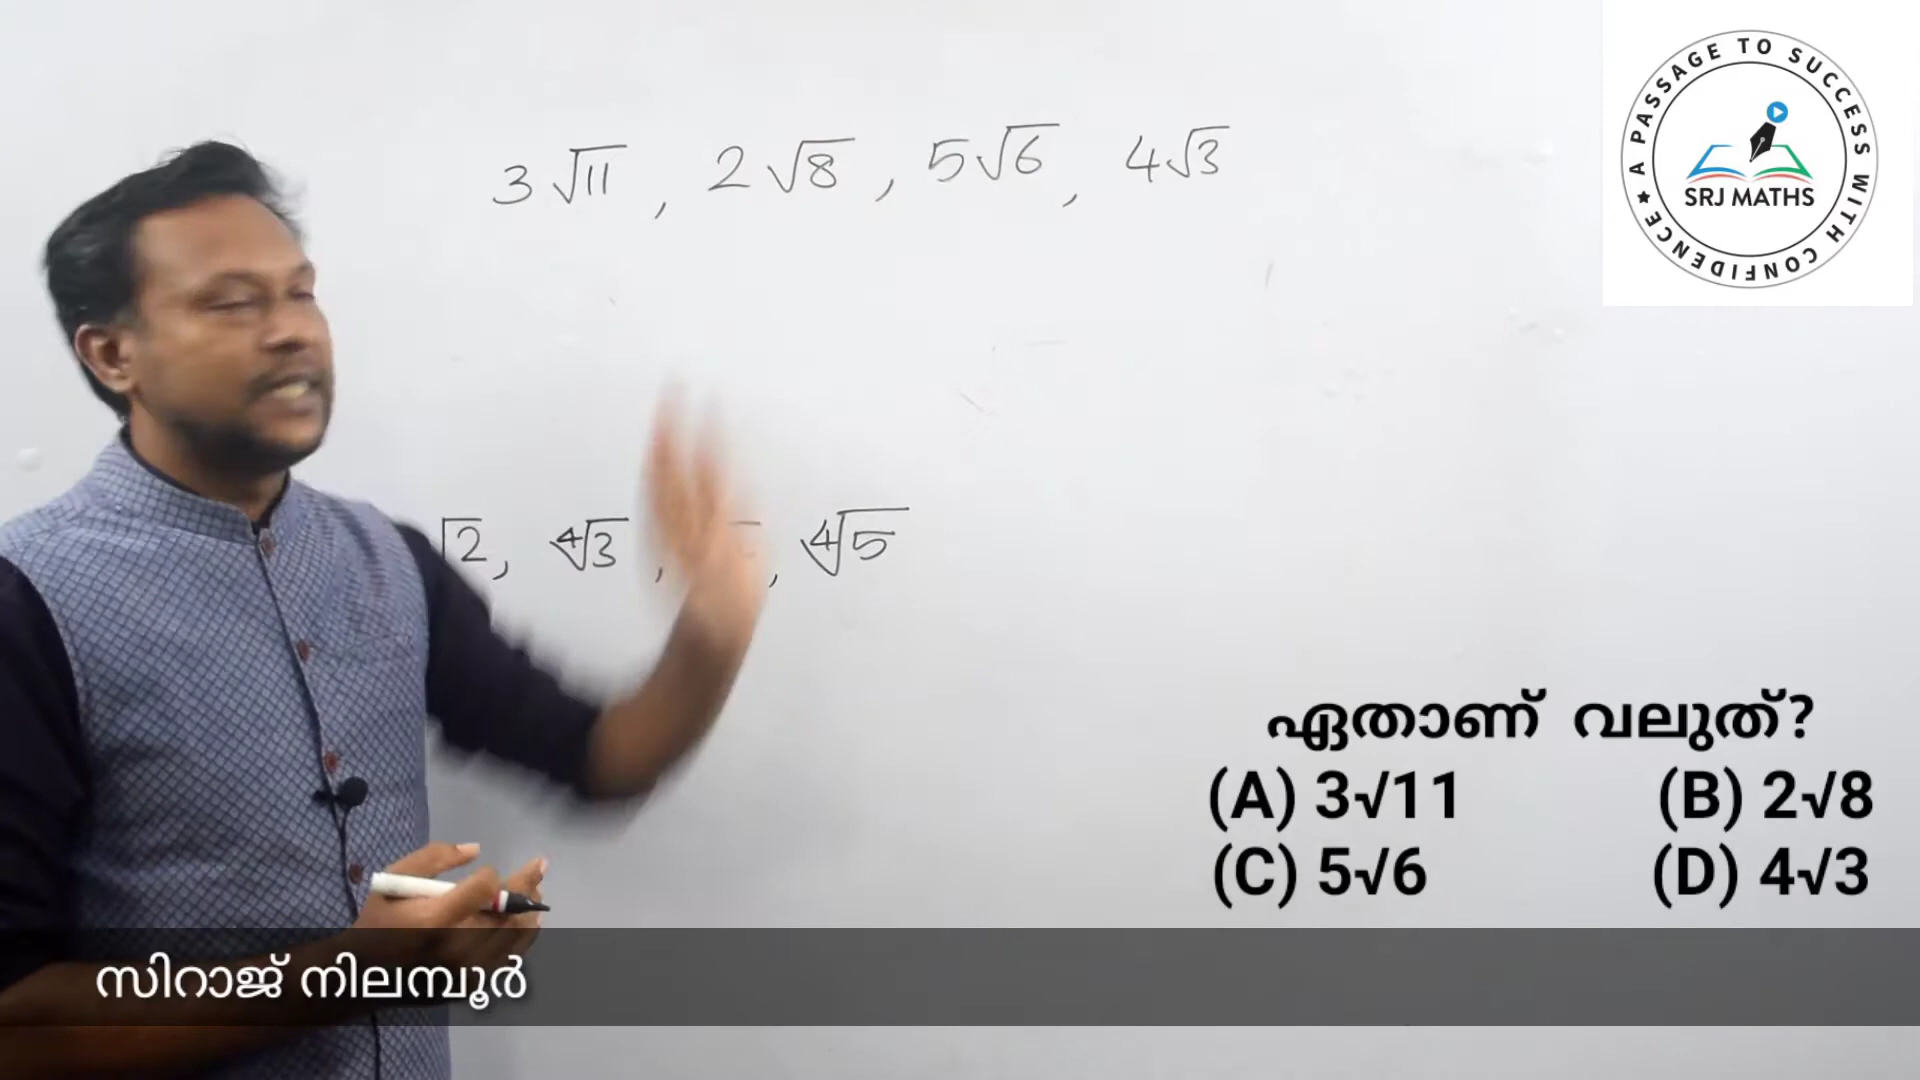 3√11 , 2√8 , 5√6 , 4√3
A PASSAGE TO SUCCESS WITH CONFIDENCE
SRJ MATHS
√2, ∜3 , , ∜5
ഏതാണ് വലുത്?
(A) 3√11 (B) 2√8
(C) 5√6 (D) 4√3
സിറാജ് നിലമ്പൂർ